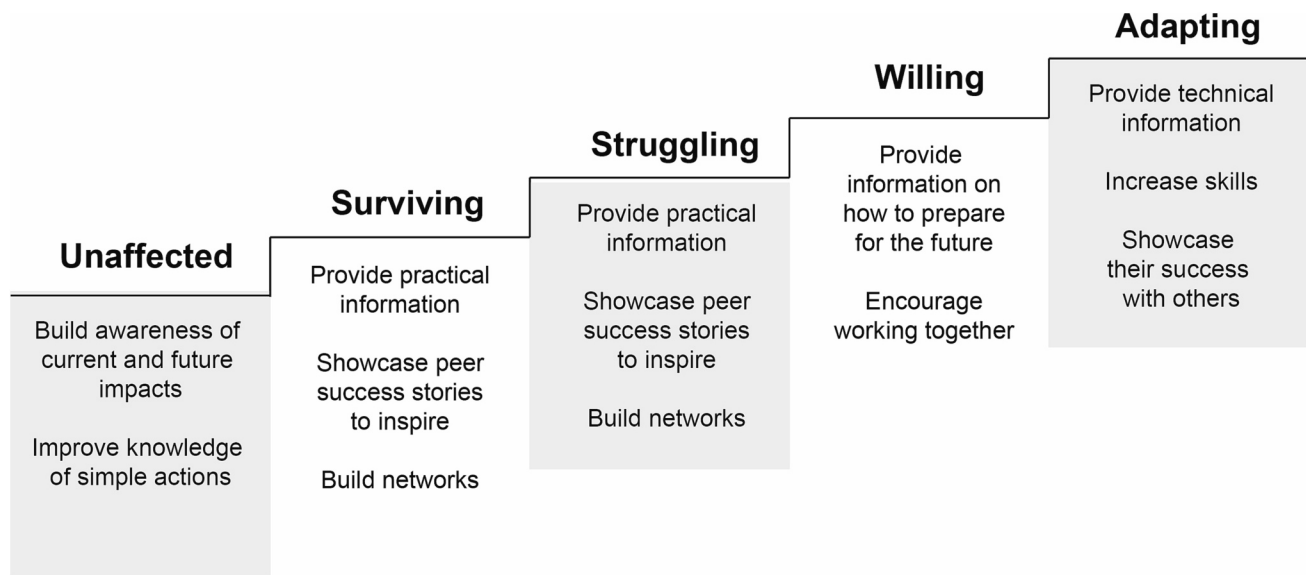 Unaffected
Build awareness of
current and future
impacts
Improve knowledge
of simple actions
Surviving
Provide practical
information
Showcase peer
success stories
to inspire
Build networks
Struggling
Provide practical
information
Showcase peer
success stories
to inspire
Build networks
Willing
Provide
information on
how to prepare
for the future
Encourage
working together
Adapting
Provide technical
information
Increase skills
Showcase
their success
with others